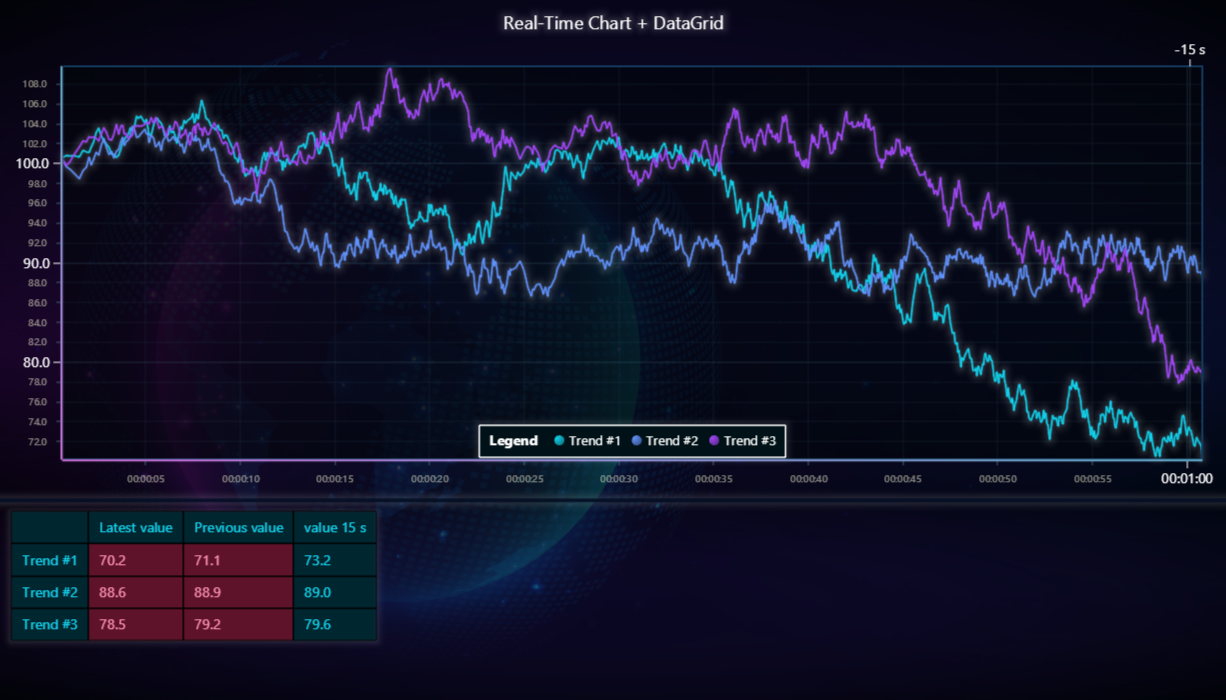 Real-Time Chart + DataGrid
-15 s
108.0
106.0
104.0
102.0
100.0
98.0
96.0
94.0
92.0
90.0
88.0
86.0
84.0
82.0
80.0
78.0
76.0
74.0
72.0
Legend Trend #1 Trend #2 Trend #3
00:00:05 00:00:10 00:00:15 00:00:20 00:00:25 00:00:30 00:00:35 00:00:40 00:00:45 00:00:50 00:00:55 00:01:00
Latest value Previous value value 15 s
Trend #1 70.2 71.1 73.2
Trend #2 88.6 88.9 89.0
Trend #3 78.5 79.2 79.6